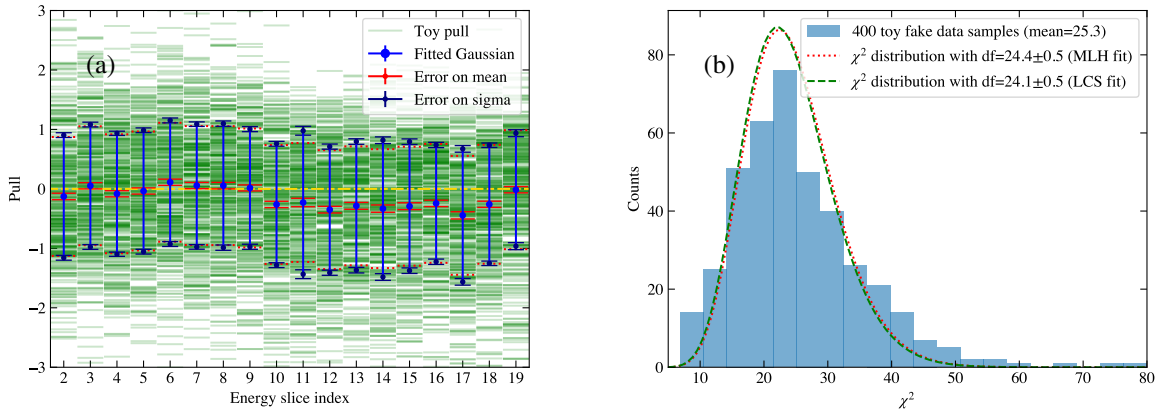 (a)
Toy pull
Fitted Gaussian
Error on mean
Error on sigma
Pull
3
2
1
0
−1
−2
−3
2 3 4 5 6 7 8 9 10 11 12 13 14 15 16 17 18 19
Energy slice index
(b)
400 toy fake data samples (mean=25.3)
χ² distribution with df=24.4±0.5 (MLH fit)
χ² distribution with df=24.1±0.5 (LCS fit)
Counts
80
60
40
20
0
10 20 30 40 50 60 70 80
χ²